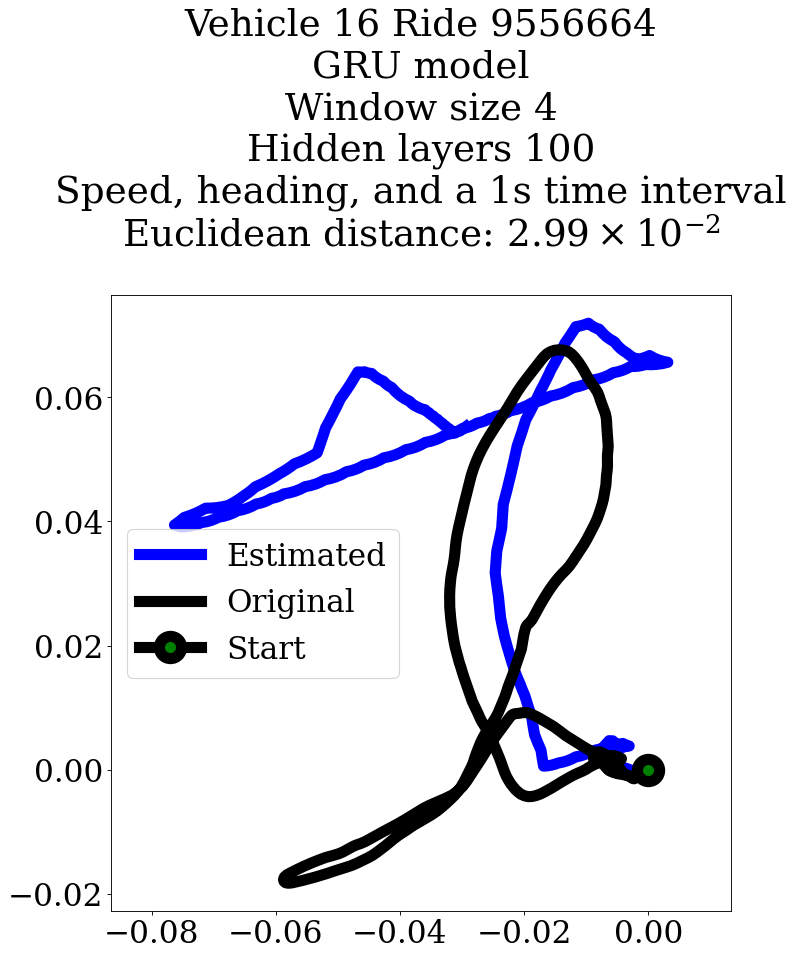 Vehicle 16 Ride 9556664
GRU model
Window size 4
Hidden layers 100
Speed, heading, and a 1s time interval
Euclidean distance: 2.99 × 10⁻²
0.06
0.04
0.02
0.00
−0.02
Estimated
Original
Start
−0.08 −0.06 −0.04 −0.02 0.00